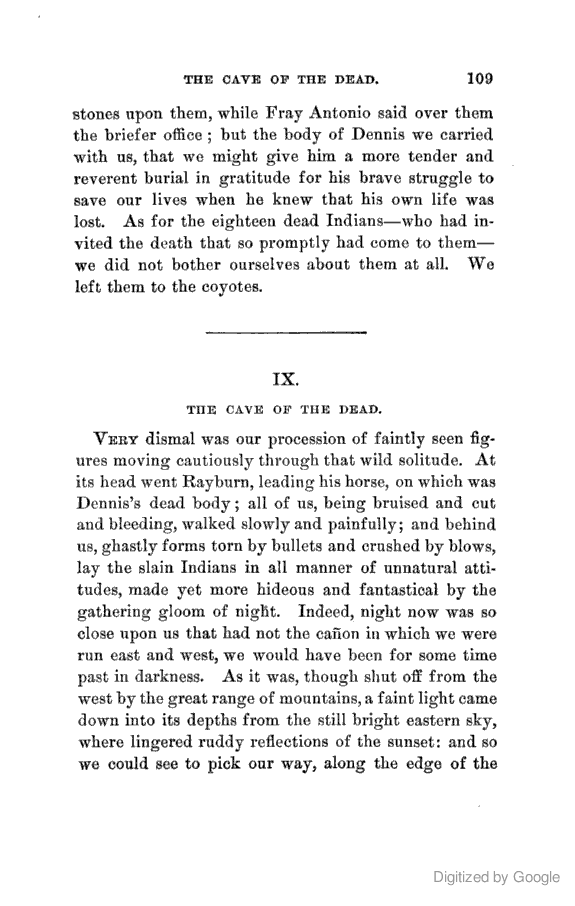 THE CAVE OF THE DEAD. 109
stones upon them, while Fray Antonio said over them
the briefer office ; but the body of Dennis we carried
with us, that we might give him a more tender and
reverent burial in gratitude for his brave struggle to
save our lives when he knew that his own life was
lost. As for the eighteen dead Indians—who had in-
vited the death that so promptly had come to them—
we did not bother ourselves about them at all. We
left them to the coyotes.
IX.
THE CAVE OF THE DEAD.
VERY dismal was our procession of faintly seen fig-
ures moving cautiously through that wild solitude. At
its head went Rayburn, leading his horse, on which was
Dennis's dead body ; all of us, being bruised and cut
and bleeding, walked slowly and painfully; and behind
us, ghastly forms torn by bullets and crushed by blows,
lay the slain Indians in all manner of unnatural atti-
tudes, made yet more hideous and fantastical by the
gathering gloom of night. Indeed, night now was so
close upon us that had not the cañon in which we were
run east and west, we would have been for some time
past in darkness. As it was, though shut off from the
west by the great range of mountains, a faint light came
down into its depths from the still bright eastern sky,
where lingered ruddy reflections of the sunset: and so
we could see to pick our way, along the edge of the
Digitized by Google